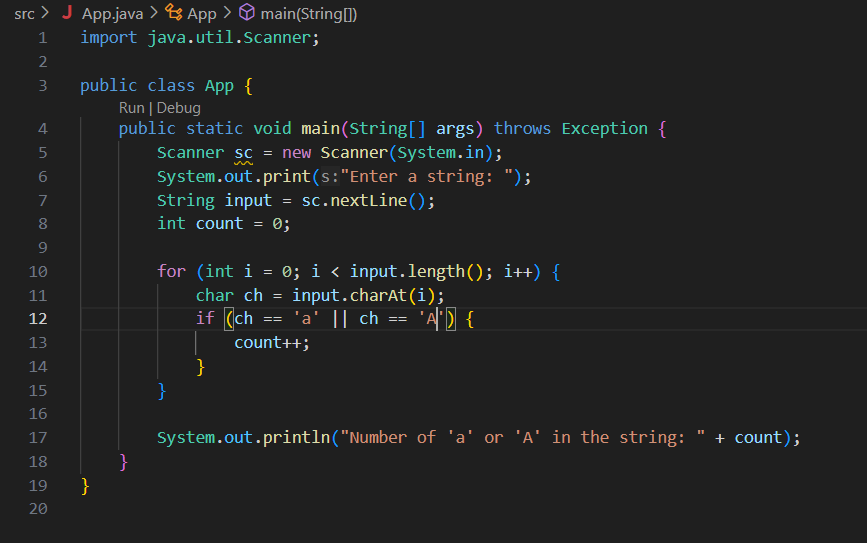 src > J App.java > App > main(String[])
1 import java.util.Scanner;
2
3 public class App {
Run | Debug
4 public static void main(String[] args) throws Exception {
5 Scanner sc = new Scanner(System.in);
6 System.out.print(s:"Enter a string: ");
7 String input = sc.nextLine();
8 int count = 0;
9
10 for (int i = 0; i < input.length(); i++) {
11 char ch = input.charAt(i);
12 if (ch == 'a' || ch == 'A') {
13 count++;
14 }
15 }
16
17 System.out.println("Number of 'a' or 'A' in the string: " + count);
18 }
19 }
20